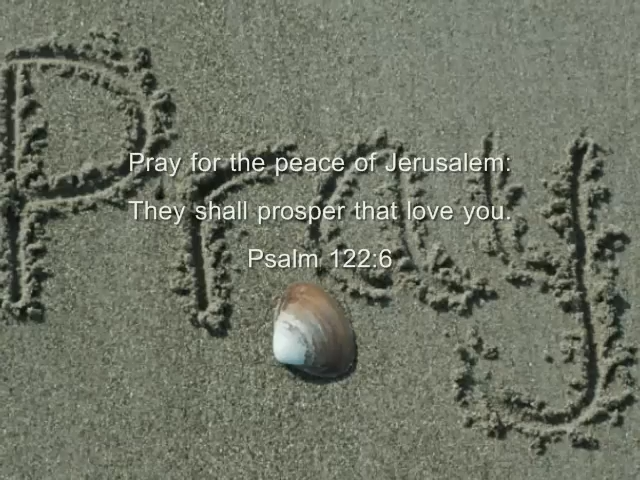 Pray
Pray for the peace of Jerusalem:
They shall prosper that love you.
Psalm 122:6